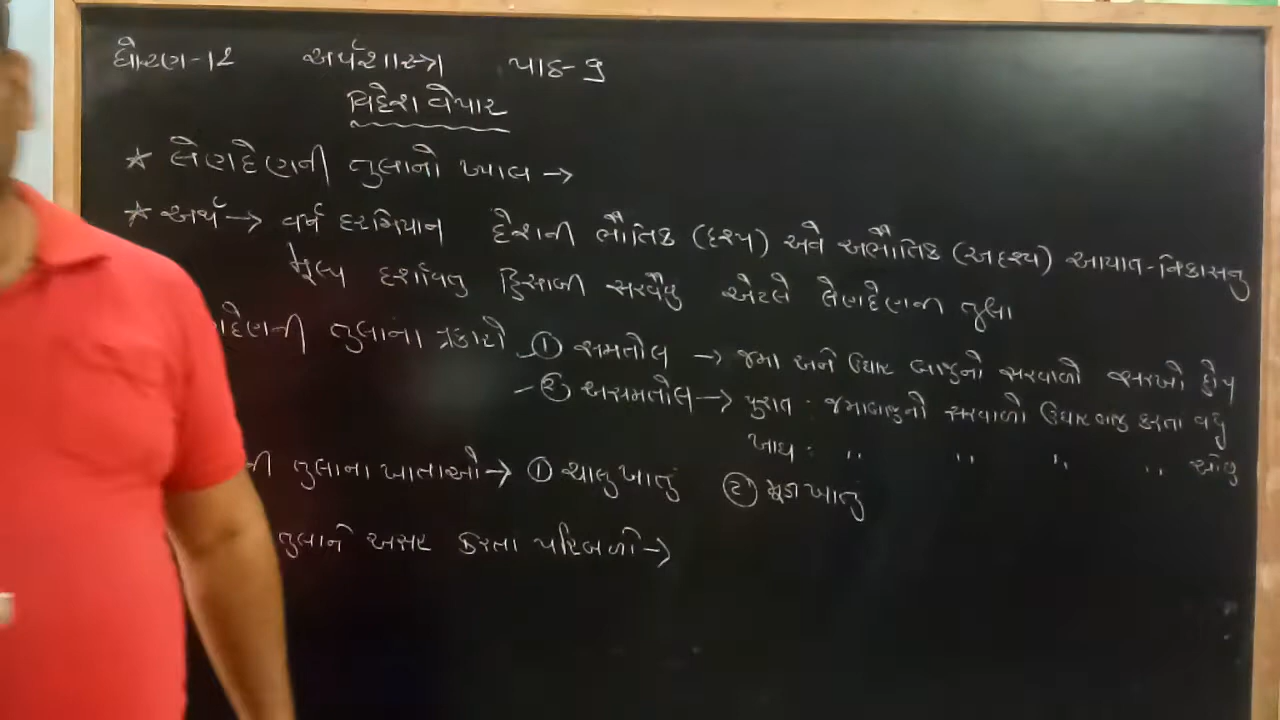 ધોરણ-12 અર્થશાસ્ત્ર પાઠ-9
વિદેશ વેપાર
* લેણદેણની તુલાનો ખ્યાલ →
* અર્થ → વર્ષ દરમિયાન દેશની ભૌતિક (દૃશ્ય) અને અભૌતિક (અદૃશ્ય) આયાત-નિકાસનુ
મૂલ્ય દર્શાવતુ હિસાબી સરવૈયુ એટલે લેણદેણની તુલા
ણદેણની તુલાના પ્રકારો ① સમતોલ → જમા અને ઉધાર બાજુનો સરવાળો સરખો હોય
- ② અસમતોલ → પુરાંત : જમાબાજુનો સરવાળો ઉધારબાજુ કરતા વધુ
ખાધ : ,, ,, ,, ,, ઓછુ
ની તુલાના ખાતાઓ → ① ચાલુ ખાતું ② મૂડી ખાતું
તુલાને અસર કરતા પરિબળો →